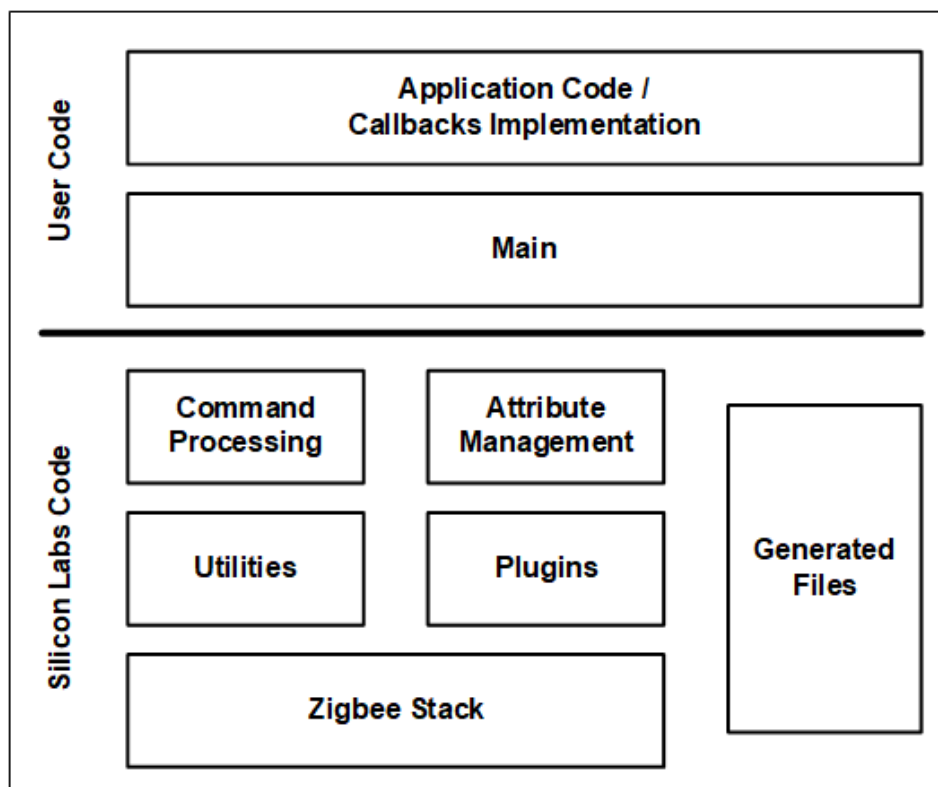 User Code
Application Code /
Callbacks Implementation
Main
Silicon Labs Code
Command
Processing
Attribute
Management
Utilities
Plugins
Generated
Files
Zigbee Stack